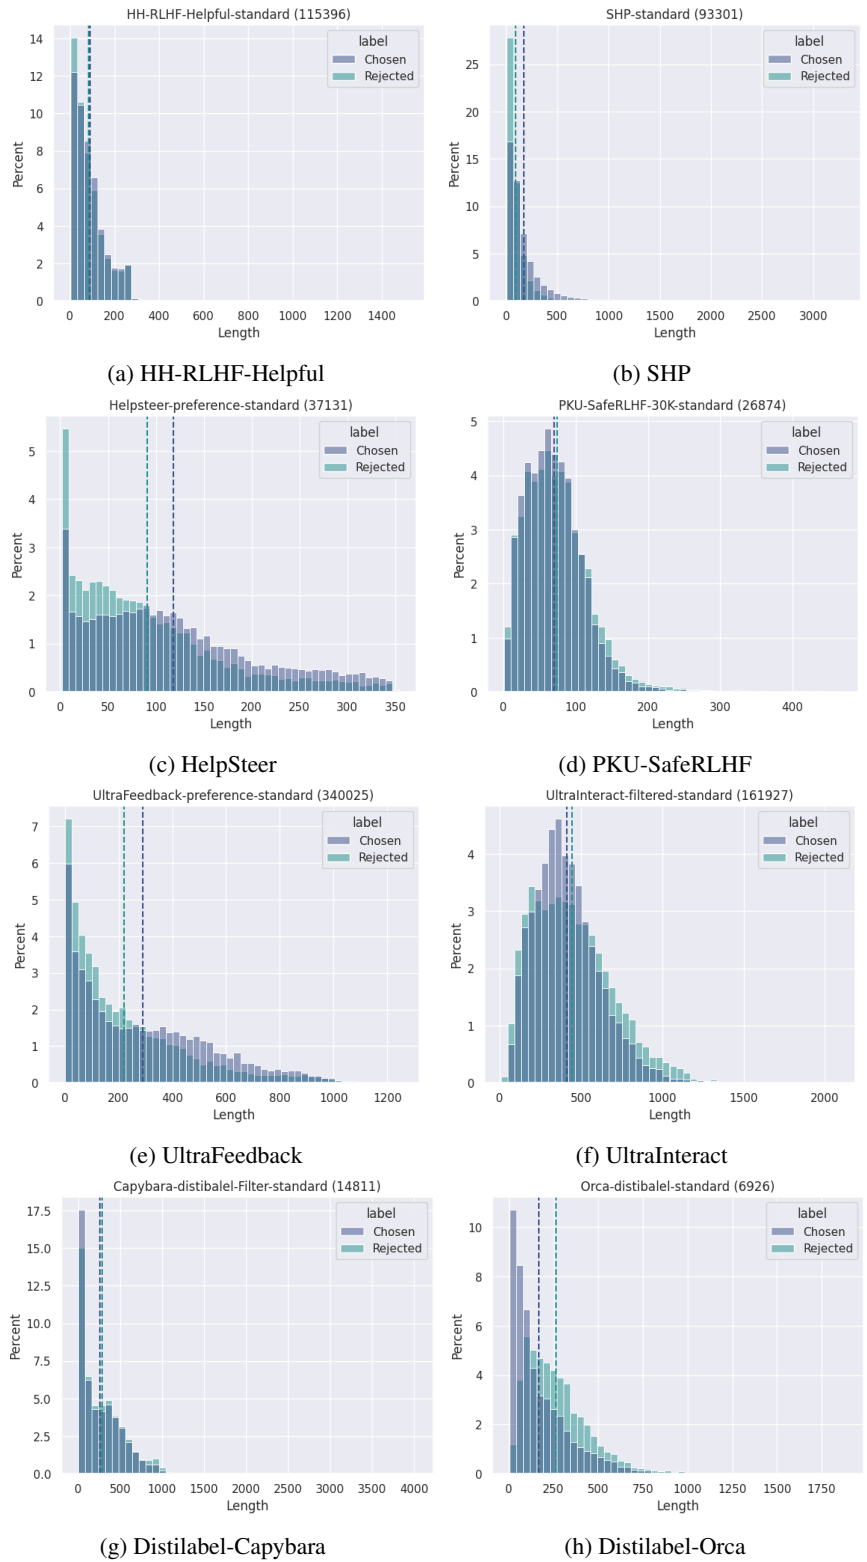 HH-RLHF-Helpful-standard (115396)
14
12
10
8
6
4
2
0
Percent
label
Chosen
Rejected
0 200 400 600 800 1000 1200 1400
Length
(a) HH-RLHF-Helpful
SHP-standard (93301)
25
20
15
10
5
0
Percent
label
Chosen
Rejected
0 500 1000 1500 2000 2500 3000
Length
(b) SHP
Helpsteer-preference-standard (37131)
5
4
3
2
1
0
Percent
label
Chosen
Rejected
0 50 100 150 200 250 300 350
Length
(c) HelpSteer
PKU-SafeRLHF-30K-standard (26874)
5
4
3
2
1
0
Percent
label
Chosen
Rejected
0 100 200 300 400
Length
(d) PKU-SafeRLHF
UltraFeedback-preference-standard (340025)
7
6
5
4
3
2
1
0
Percent
label
Chosen
Rejected
0 200 400 600 800 1000 1200
Length
(e) UltraFeedback
UltraInteract-filtered-standard (161927)
4
3
2
1
0
Percent
label
Chosen
Rejected
0 500 1000 1500 2000
Length
(f) UltraInteract
Capybara-distibalel-Filter-standard (14811)
17.5
15.0
12.5
10.0
7.5
5.0
2.5
0.0
Percent
label
Chosen
Rejected
0 500 1000 1500 2000 2500 3000 3500 4000
Length
(g) Distilabel-Capybara
Orca-distibalel-standard (6926)
10
8
6
4
2
0
Percent
label
Chosen
Rejected
0 250 500 750 1000 1250 1500 1750
Length
(h) Distilabel-Orca